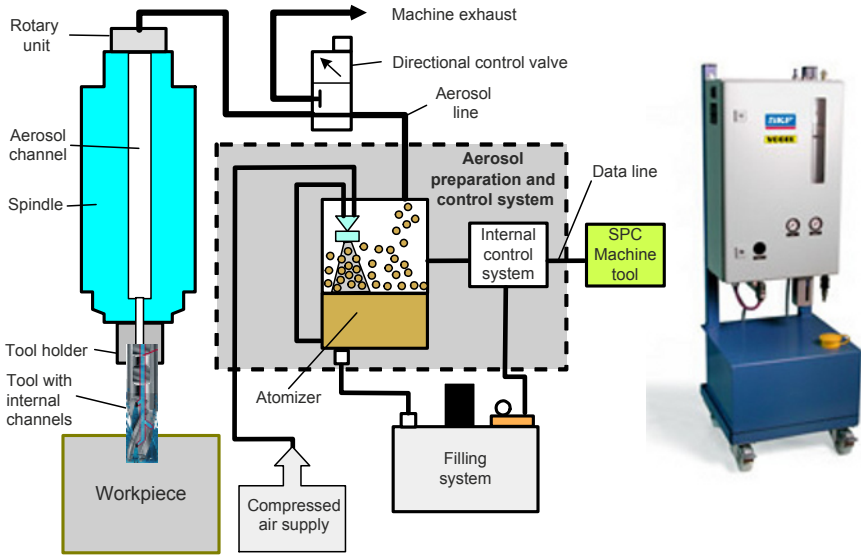 Machine exhaust
Rotary
unit
Directional control valve
Aerosol
line
Aerosol
channel
Aerosol
preparation and
control system
Data line
Spindle
Internal
control
system
SPC
Machine
tool
Tool holder
Tool with
internal
channels
Atomizer
Workpiece
Compressed
air supply
Filling
system
SKF
VOGEL